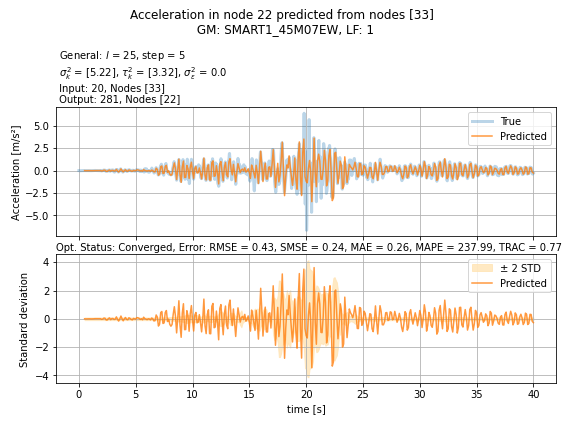 Acceleration in node 22 predicted from nodes [33]
GM: SMART1_45M07EW, LF: 1
General: l = 25, step = 5
σ²ₖ = [5.22], τ²ₖ = [3.32], σ²ε = 0.0
Input: 20, Nodes [33]
Output: 281, Nodes [22]
True
Predicted
Acceleration [m/s²]
5.0
2.5
0.0
−2.5
−5.0
Opt. Status: Converged, Error: RMSE = 0.43, SMSE = 0.24, MAE = 0.26, MAPE = 237.99, TRAC = 0.77
± 2 STD
Predicted
Standard deviation
4
2
0
−2
−4
0 5 10 15 20 25 30 35 40
time [s]